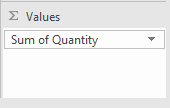 Σ Values
Sum of Quantity